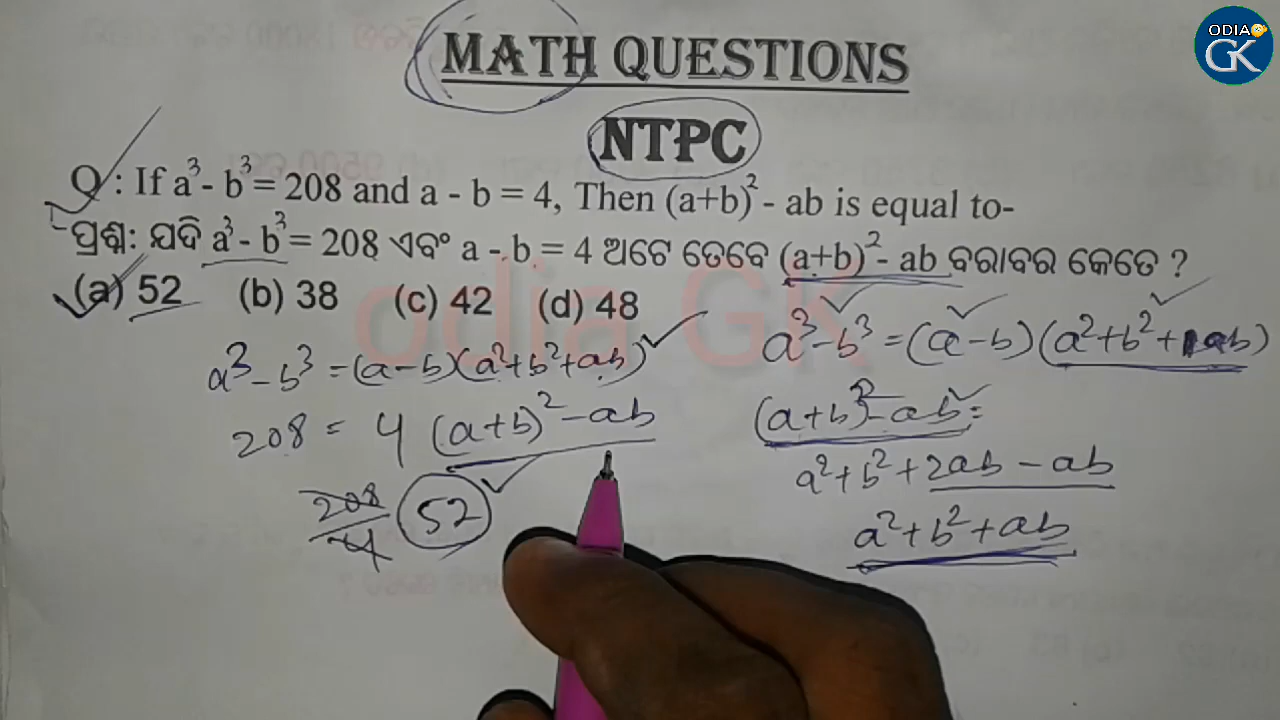 ODIA
GK
MATH QUESTIONS
NTPC
Q : If a³ - b³ = 208 and a - b = 4, Then (a+b)² - ab is equal to-
ପ୍ରଶ୍ନ: ଯଦି a³ - b³ = 208 ଏବଂ a - b = 4 ଅଟେ ତେବେ (a+b)² - ab ବରାବର କେତେ ?
(a) 52 (b) 38 (c) 42 (d) 48
odia GK
a³ - b³ = (a-b)(a²+b²+ab)
208 = 4 (a+b)² - ab
208
4
52
a³ - b³ = (a-b)(a²+b²+ab)
(a+b)² - ab =
a²+b²+2ab - ab
a²+b²+ab